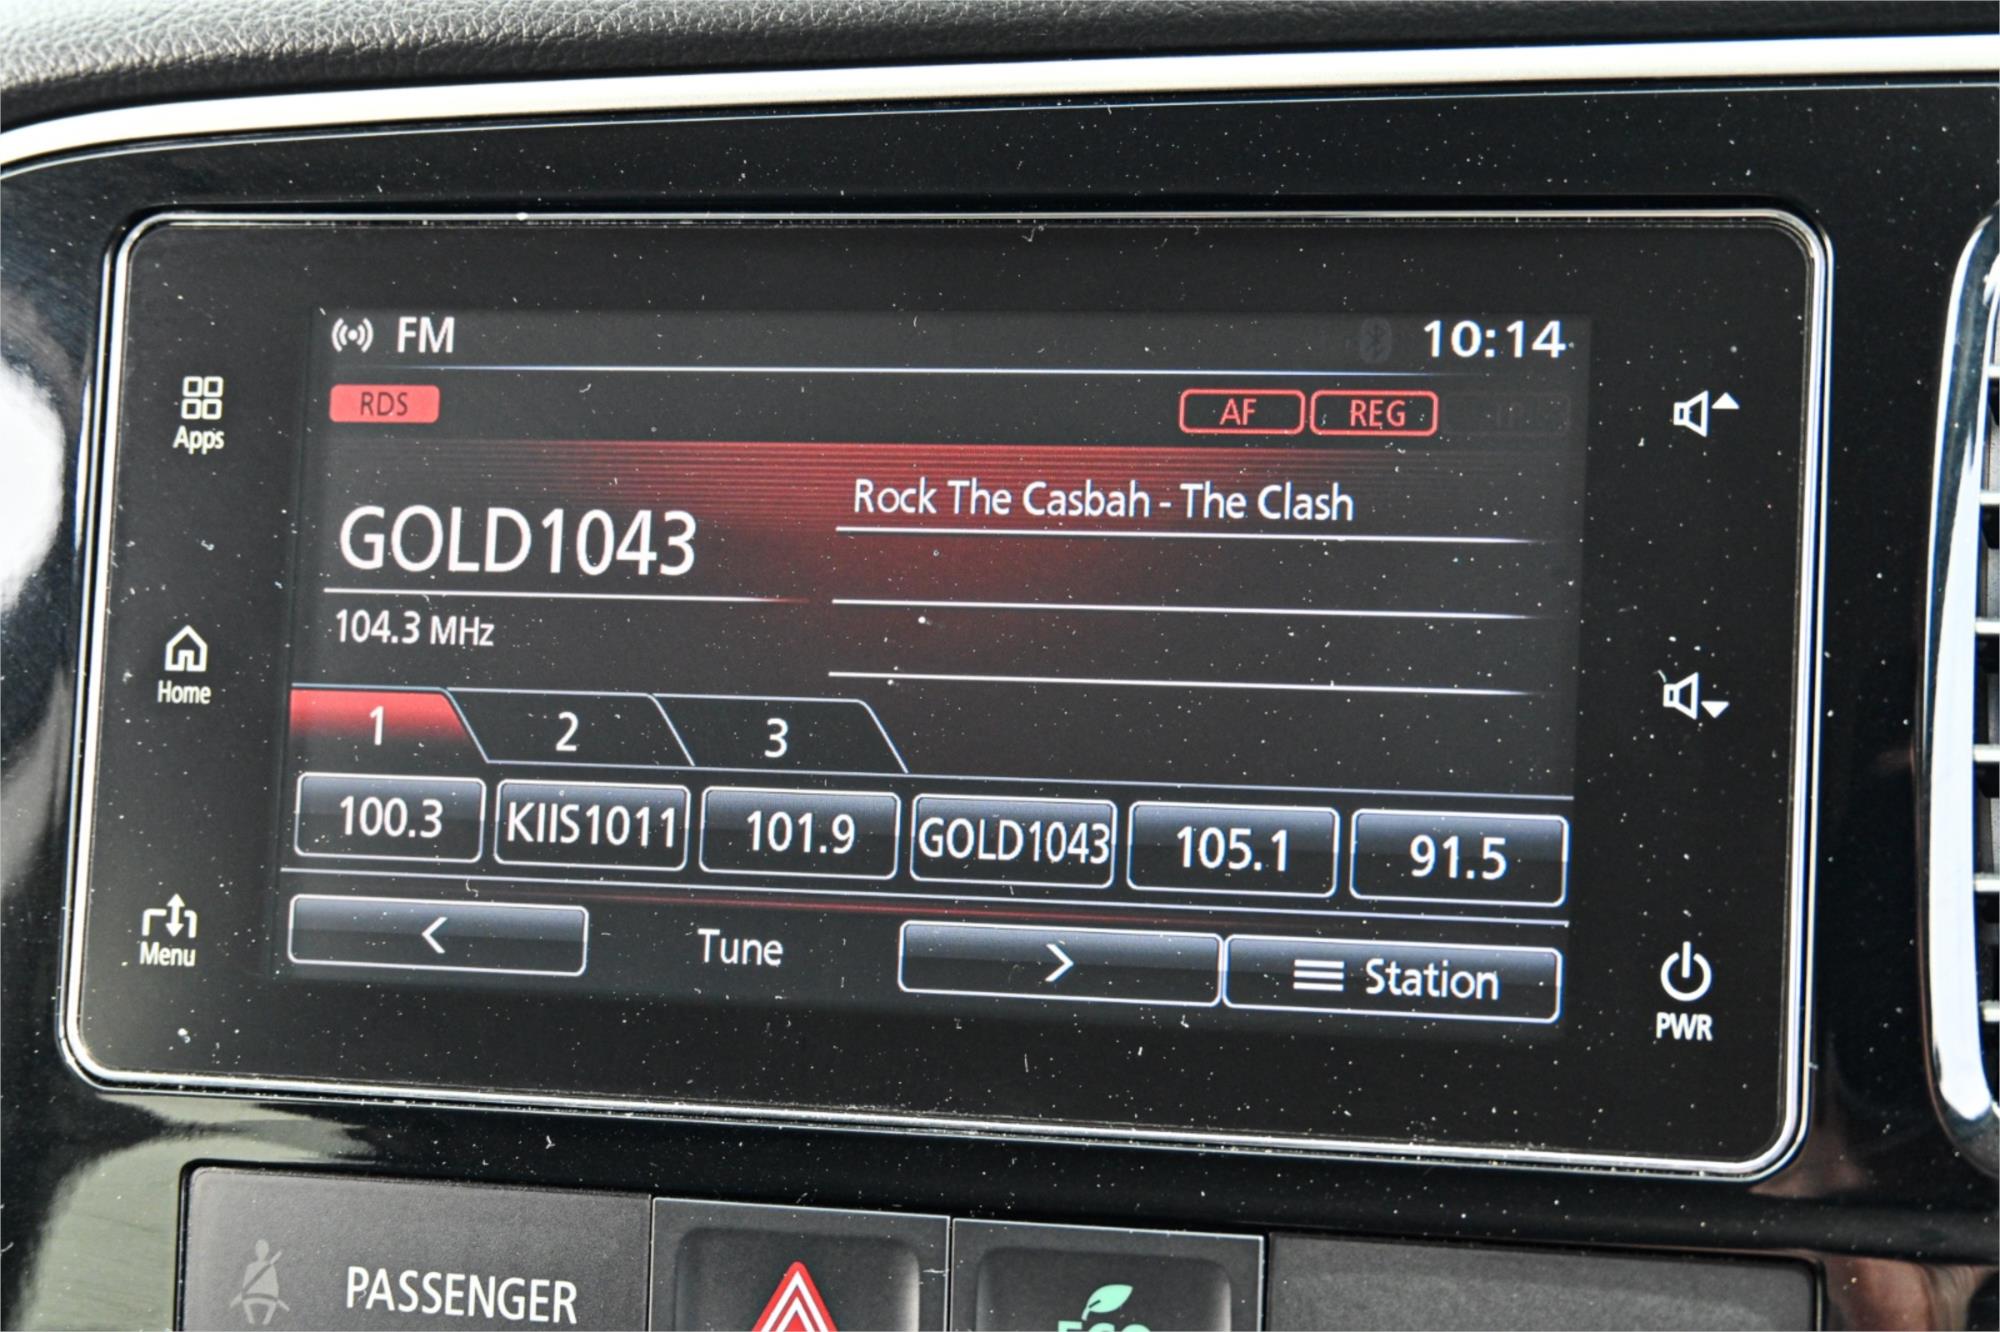 FM
10:14
RDS
AF
REG
Apps
Rock The Casbah - The Clash
GOLD1043
104.3 MHz
Home
1
2
3
100.3
KIIS1011
101.9
GOLD1043
105.1
91.5
Menu
Tune
Station
PWR
PASSENGER
ECO